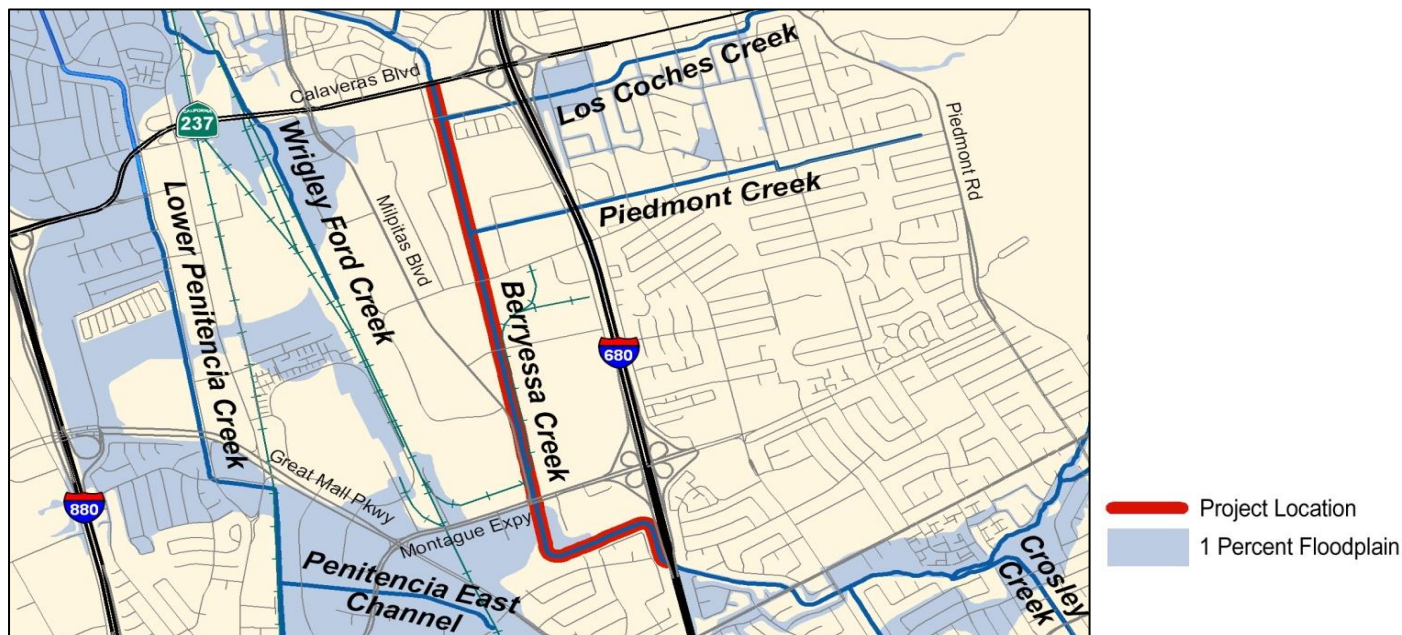 Calaveras Blvd
CALIFORNIA
237
Los Coches Creek
Piedmont Rd
Wrigley Ford Creek
Milpitas Blvd
Piedmont Creek
Lower Penitencia Creek
Berryessa Creek
680
Great Mall Pkwy
880
Montague Expy
Project Location
1 Percent Floodplain
Penitencia East
Channel
Crosley
Creek